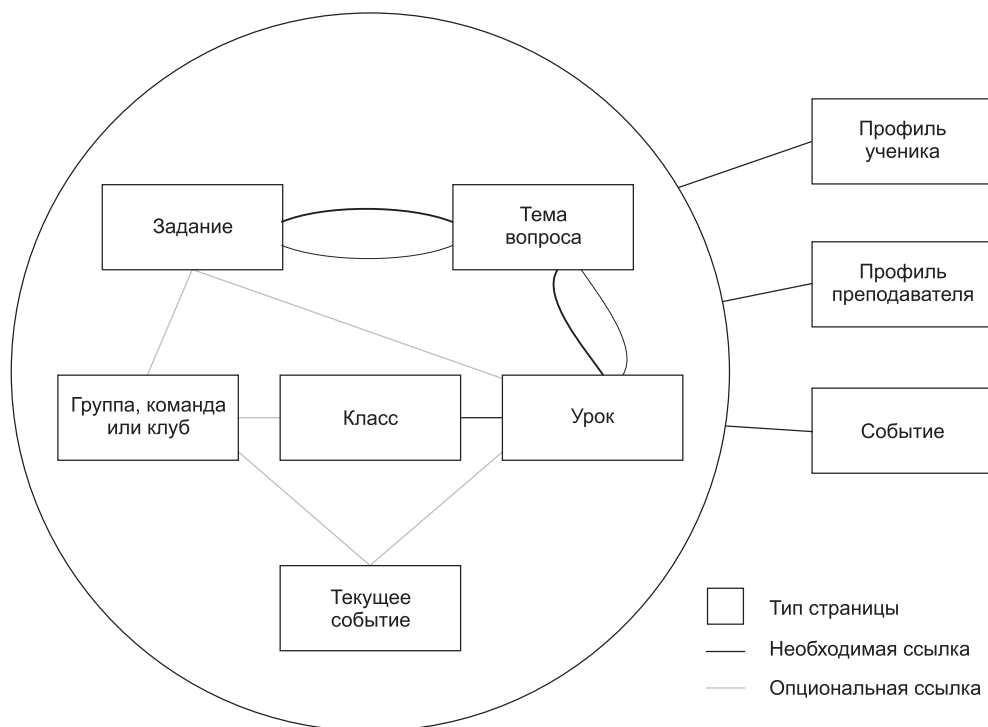 Профиль
ученика
Задание
Тема
вопроса
Профиль
преподавателя
Группа, команда
или клуб
Класс
Урок
Событие
Текущее
событие
Тип страницы
Необходимая ссылка
Опциональная ссылка